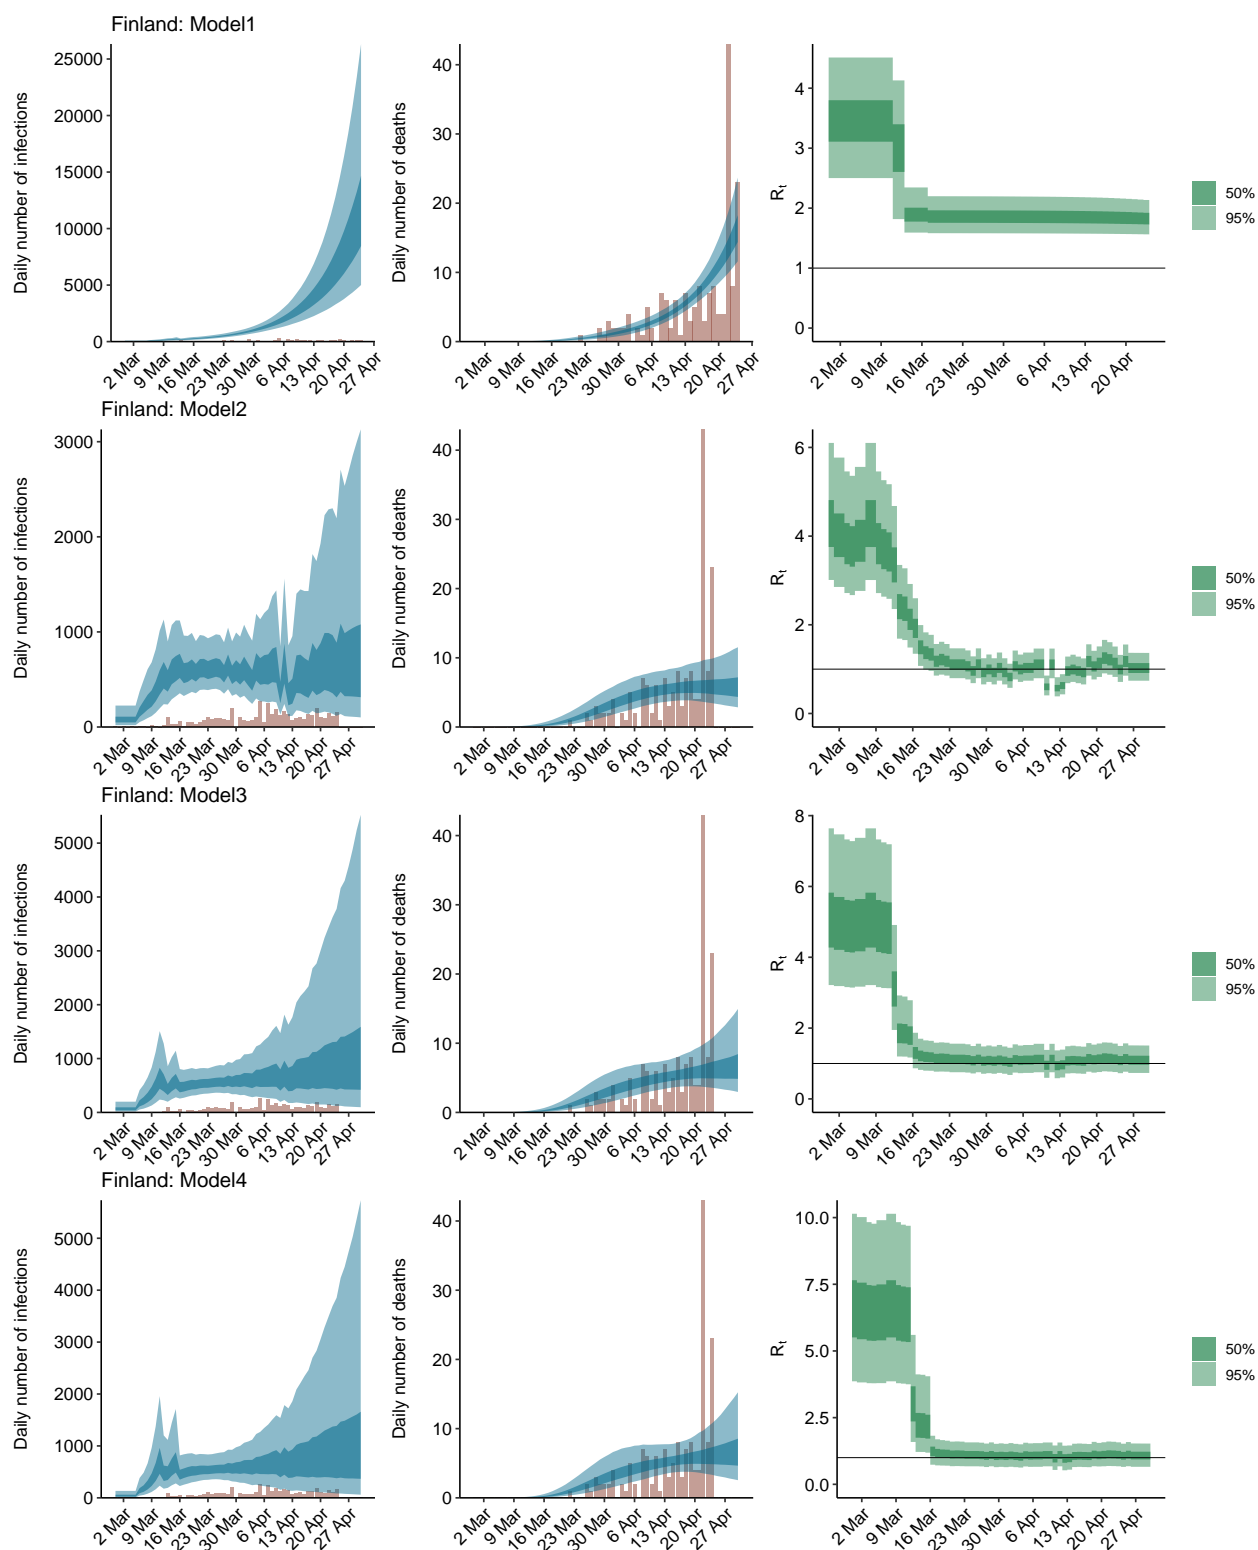 Finland: Model1
Daily number of infections
25000
20000
15000
10000
5000
0
2 Mar
9 Mar
16 Mar
23 Mar
30 Mar
6 Apr
13 Apr
20 Apr
27 Apr
Daily number of deaths
40
30
20
10
0
2 Mar
9 Mar
16 Mar
23 Mar
30 Mar
6 Apr
13 Apr
20 Apr
27 Apr
Rt
4
3
2
1
0
2 Mar
9 Mar
16 Mar
23 Mar
30 Mar
6 Apr
13 Apr
20 Apr
50%
95%
Finland: Model2
Daily number of infections
3000
2000
1000
0
2 Mar
9 Mar
16 Mar
23 Mar
30 Mar
6 Apr
13 Apr
20 Apr
27 Apr
Daily number of deaths
40
30
20
10
0
2 Mar
9 Mar
16 Mar
23 Mar
30 Mar
6 Apr
13 Apr
20 Apr
27 Apr
Rt
6
4
2
0
2 Mar
9 Mar
16 Mar
23 Mar
30 Mar
6 Apr
13 Apr
20 Apr
27 Apr
50%
95%
Finland: Model3
Daily number of infections
5000
4000
3000
2000
1000
0
2 Mar
9 Mar
16 Mar
23 Mar
30 Mar
6 Apr
13 Apr
20 Apr
27 Apr
Daily number of deaths
40
30
20
10
0
2 Mar
9 Mar
16 Mar
23 Mar
30 Mar
6 Apr
13 Apr
20 Apr
27 Apr
Rt
8
6
4
2
0
2 Mar
9 Mar
16 Mar
23 Mar
30 Mar
6 Apr
13 Apr
20 Apr
27 Apr
50%
95%
Finland: Model4
Daily number of infections
5000
4000
3000
2000
1000
0
2 Mar
9 Mar
16 Mar
23 Mar
30 Mar
6 Apr
13 Apr
20 Apr
27 Apr
Daily number of deaths
40
30
20
10
0
2 Mar
9 Mar
16 Mar
23 Mar
30 Mar
6 Apr
13 Apr
20 Apr
27 Apr
Rt
10.0
7.5
5.0
2.5
0.0
2 Mar
9 Mar
16 Mar
23 Mar
30 Mar
6 Apr
13 Apr
20 Apr
27 Apr
50%
95%